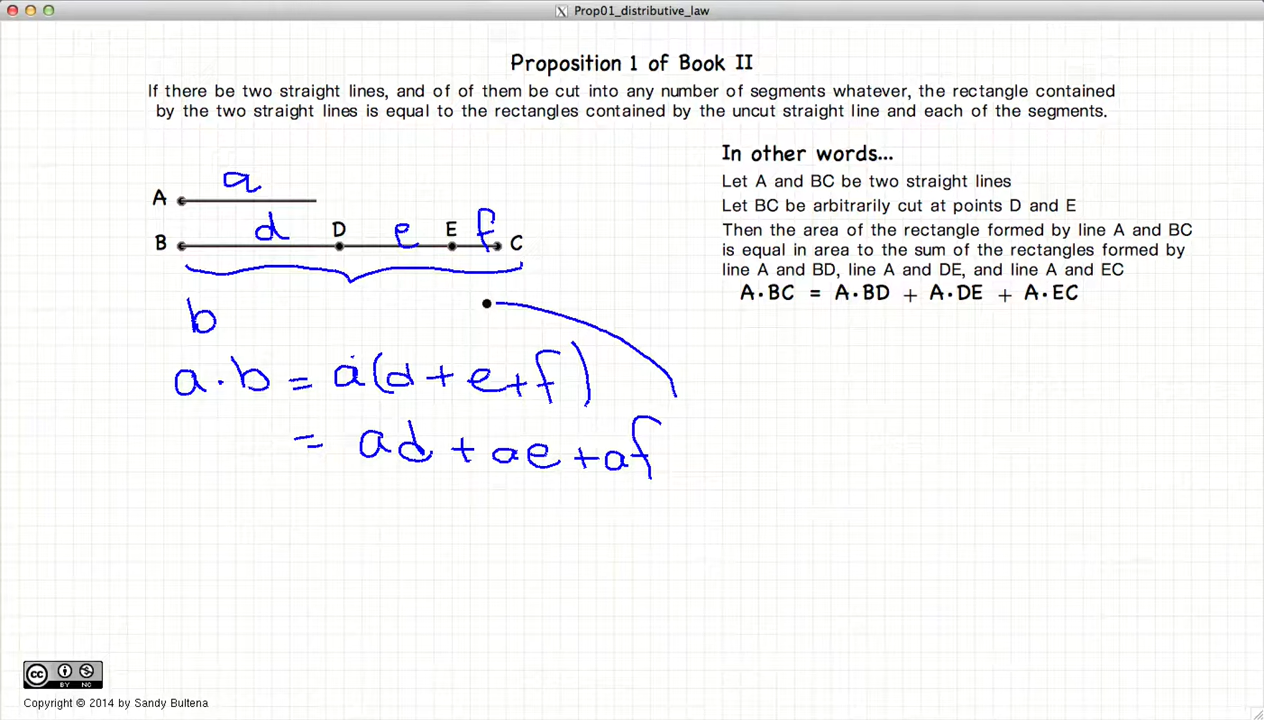 Prop01_distributive_law
Proposition 1 of Book II
If there be two straight lines, and of of them be cut into any number of segments whatever, the rectangle contained
by the two straight lines is equal to the rectangles contained by the uncut straight line and each of the segments.
In other words...
Let A and BC be two straight lines
Let BC be arbitrarily cut at points D and E
Then the area of the rectangle formed by line A and BC
is equal in area to the sum of the rectangles formed by
line A and BD, line A and DE, and line A and EC
A·BC = A·BD + A·DE + A·EC
a
A
d D e E f
B C
b
a·b = a(d+e+f)
= ad + ae + af
cc BY NC
Copyright © 2014 by Sandy Bultena